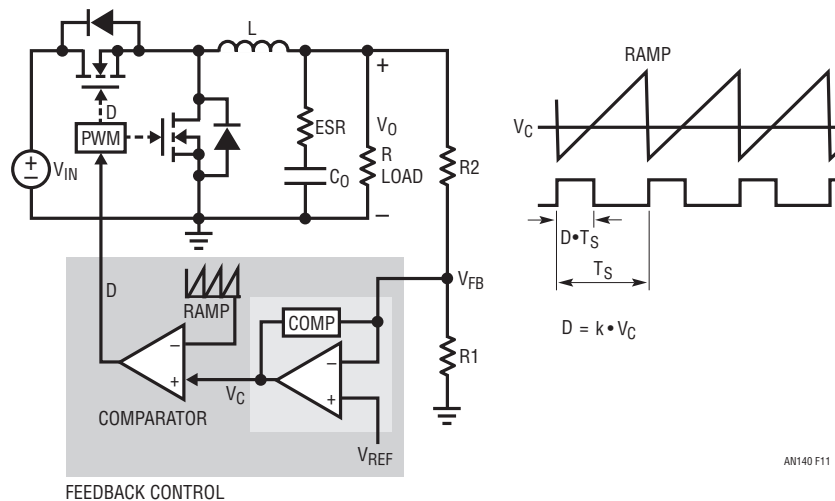 L
RAMP
+
D
ESR
V_O
V_C
PWM
R
LOAD
R2
+
–
V_IN
C_O
–
D•T_S
T_S
D
RAMP
V_FB
COMP
D = k • V_C
–
–
R1
+
+
V_C
COMPARATOR
V_REF
AN140 F11
FEEDBACK CONTROL